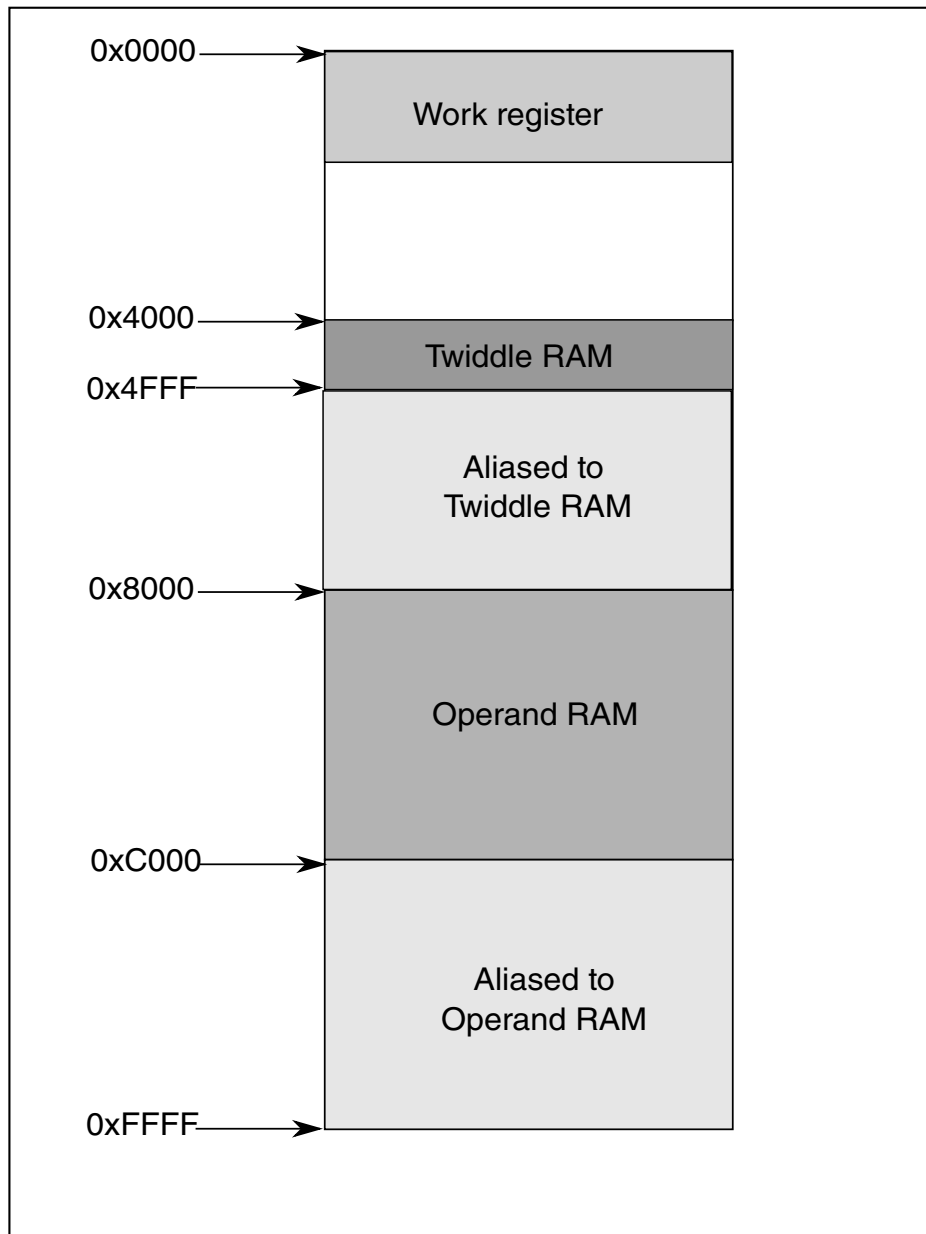 0x0000
Work register
0x4000
Twiddle RAM
0x4FFF
Aliased to
Twiddle RAM
0x8000
Operand RAM
0xC000
Aliased to
Operand RAM
0xFFFF